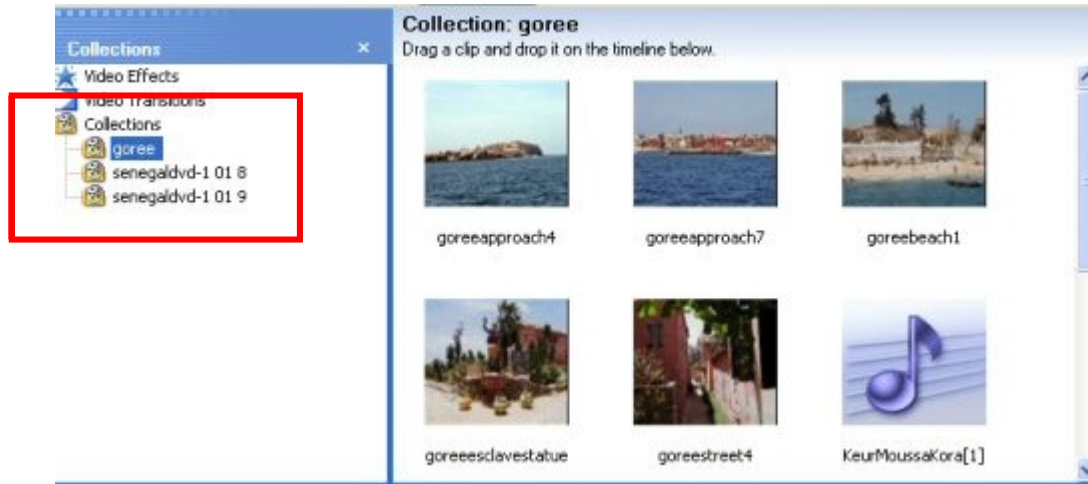 Collections ×
Video Effects
Video Transitions
Collections
goree
senegaldvd-1 01 8
senegaldvd-1 01 9
Collection: goree
Drag a clip and drop it on the timeline below.
goreeapproach4 goreeapproach7 goreebeach1
goreeesclavestatue goreestreet4 KeurMoussaKora[1]